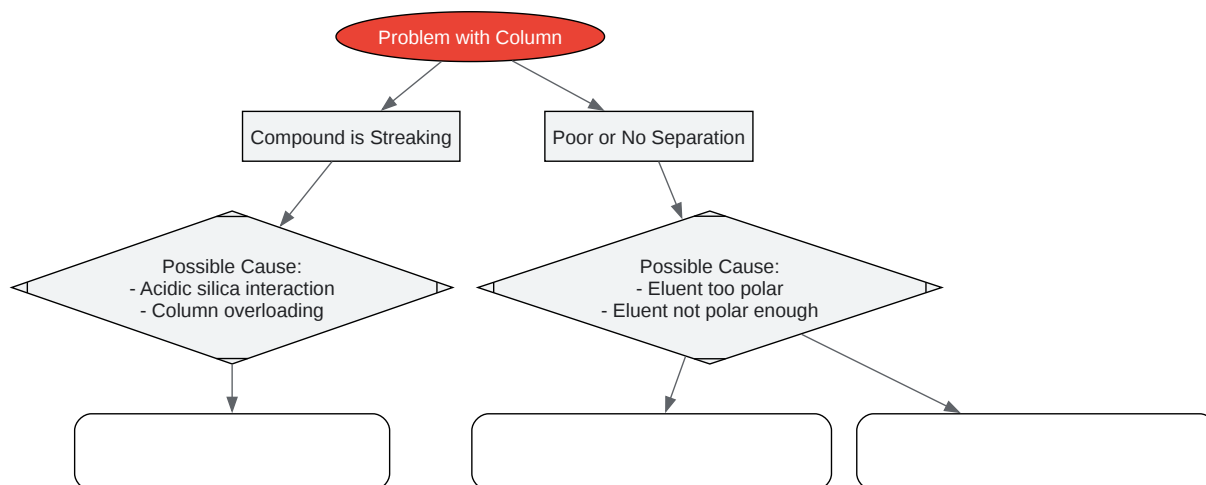 Problem with Column
Compound is Streaking
Poor or No Separation
Possible Cause:
- Acidic silica interaction
- Column overloading
Possible Cause:
- Eluent too polar
- Eluent not polar enough